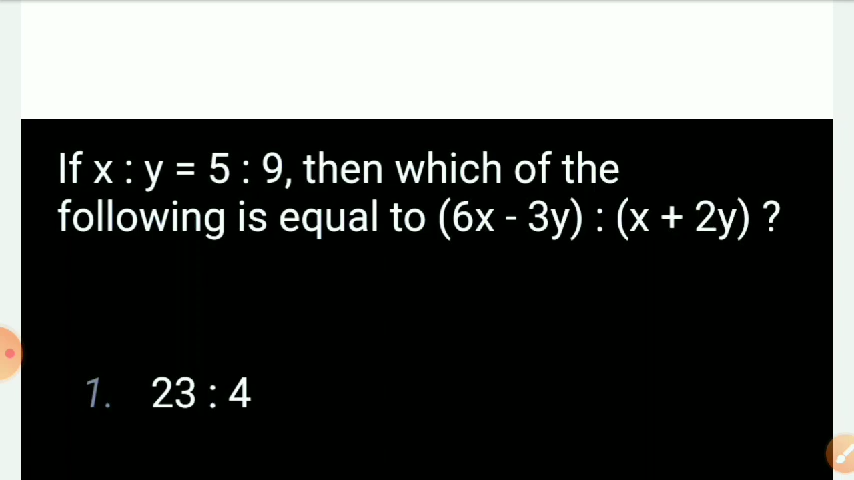 If x : y = 5 : 9, then which of the
following is equal to (6x - 3y) : (x + 2y) ?
1. 23 : 4